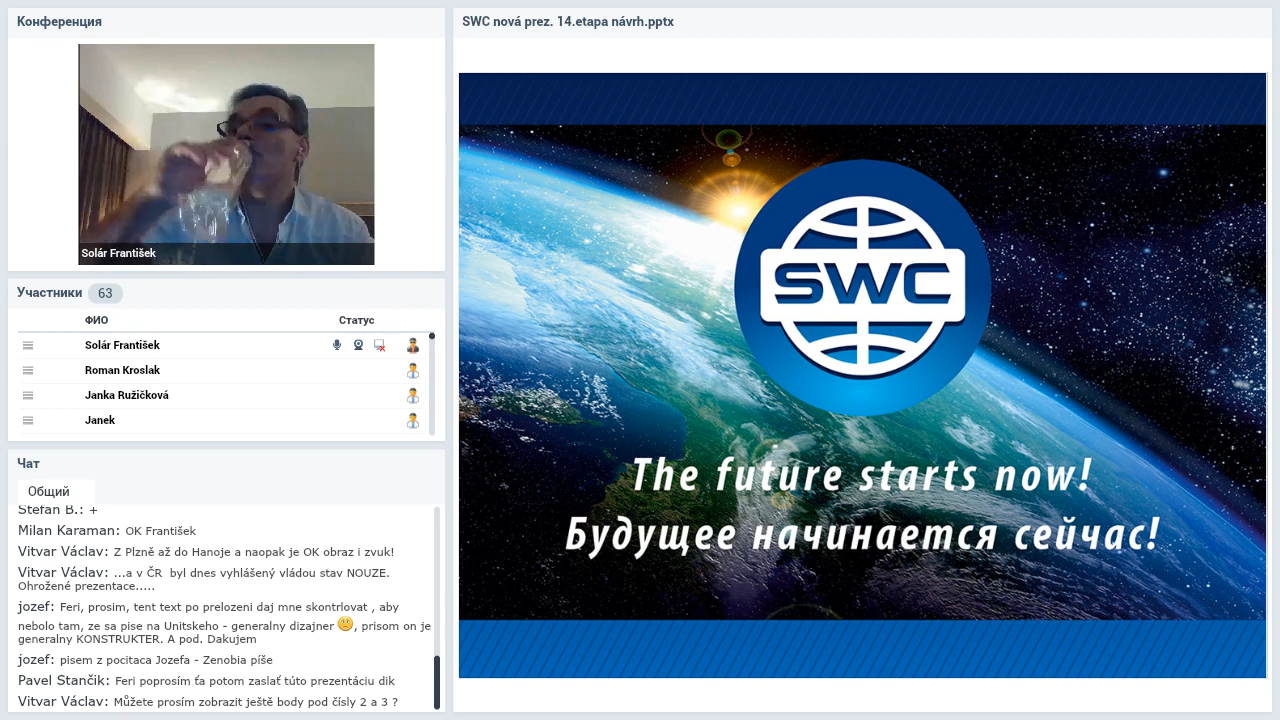 Конференция
Solár František
Участники 63
ФИО Статус
Solár František
Roman Kroslak
Janka Ružičková
Janek
Чат
Общий
Stefan B.: +
Milan Karaman: OK František
Vitvar Václav: Z Plzně až do Hanoje a naopak je OK obraz i zvuk!
Vitvar Václav: ...a v ČR byl dnes vyhlášený vládou stav NOUZE.
Ohrožené prezentace.....
jozef: Feri, prosim, tent text po prelozeni daj mne skontrlovat , aby
nebolo tam, ze sa pise na Unitskeho - generalny dizajner , prisom on je
generalny KONSTRUKTER. A pod. Dakujem
jozef: pisem z pocitaca Jozefa - Zenobia píše
Pavel Stančik: Feri poprosím ťa potom zaslať túto prezentáciu dik
Vitvar Václav: Můžete prosím zobrazit ještě body pod čísly 2 a 3 ?
SWC nová prez. 14.etapa návrh.pptx
SWC
The future starts now!
Будущее начинается сейчас!